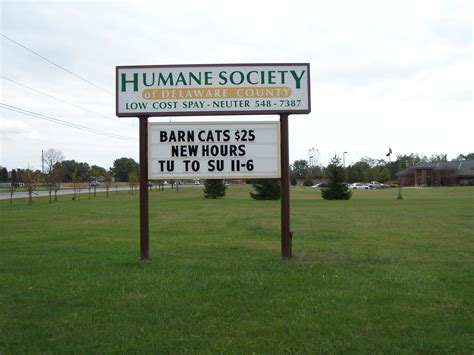 HUMANE SOCIETY
of DELAWARE COUNTY
LOW COST SPAY - NEUTER 548 - 7387
BARN CATS $25
NEW HOURS
TU TO SU 11-6